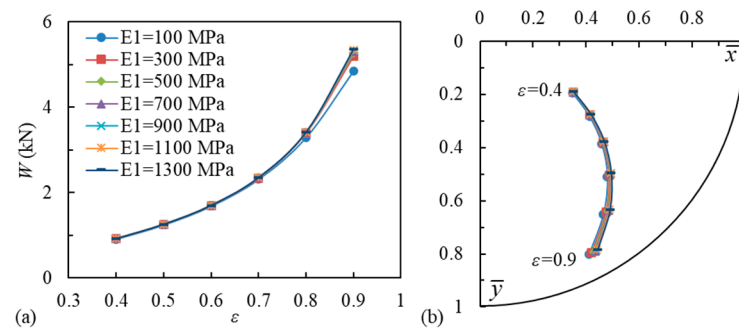 6
4
2
0
W (kN)
E1=100 MPa
E1=300 MPa
E1=500 MPa
E1=700 MPa
E1=900 MPa
E1=1100 MPa
E1=1300 MPa
0.3 0.4 0.5 0.6 0.7 0.8 0.9 1
(a)
ε
0 0.2 0.4 0.6 0.8
x̅
0
0.2
0.4
0.6
0.8
1
ε=0.4
ε=0.9
y̅
(b)